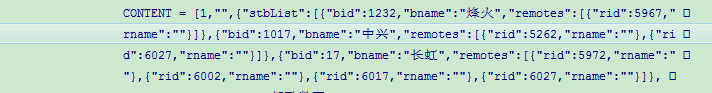 CONTENT = [1,"",{"stbList":[{"bid":1232,"bname":"烽火","remotes":[{"rid":5967,"
rname":""}]},{"bid":1017,"bname":"中兴","remotes":[{"rid":5262,"rname":""},{"ri
d":6027,"rname":""}]},{"bid":17,"bname":"长虹","remotes":[{"rid":5972,"rname":"
"},{"rid":6002,"rname":""},{"rid":6017,"rname":""},{"rid":6027,"rname":""}]},